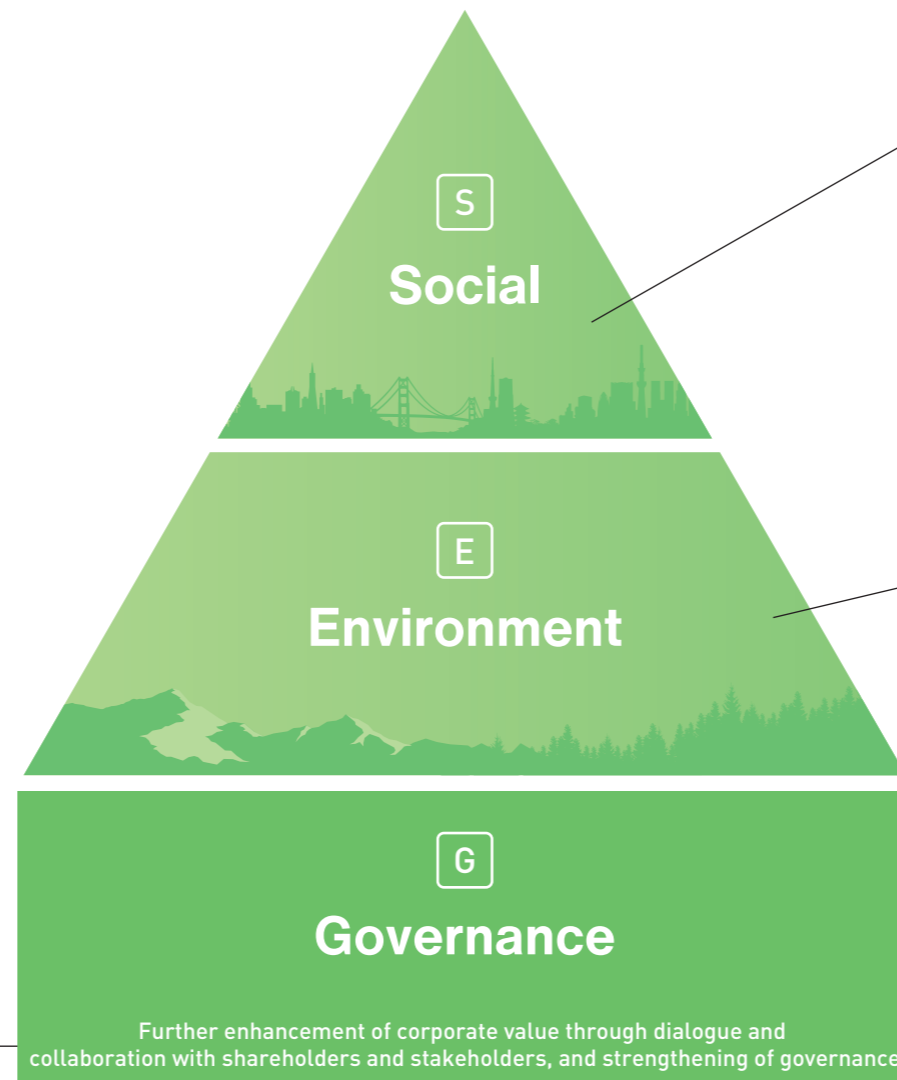 S
Social
E
Environment
G
Governance
Further enhancement of corporate value through dialogue and
collaboration with shareholders and stakeholders, and strengthening of governance